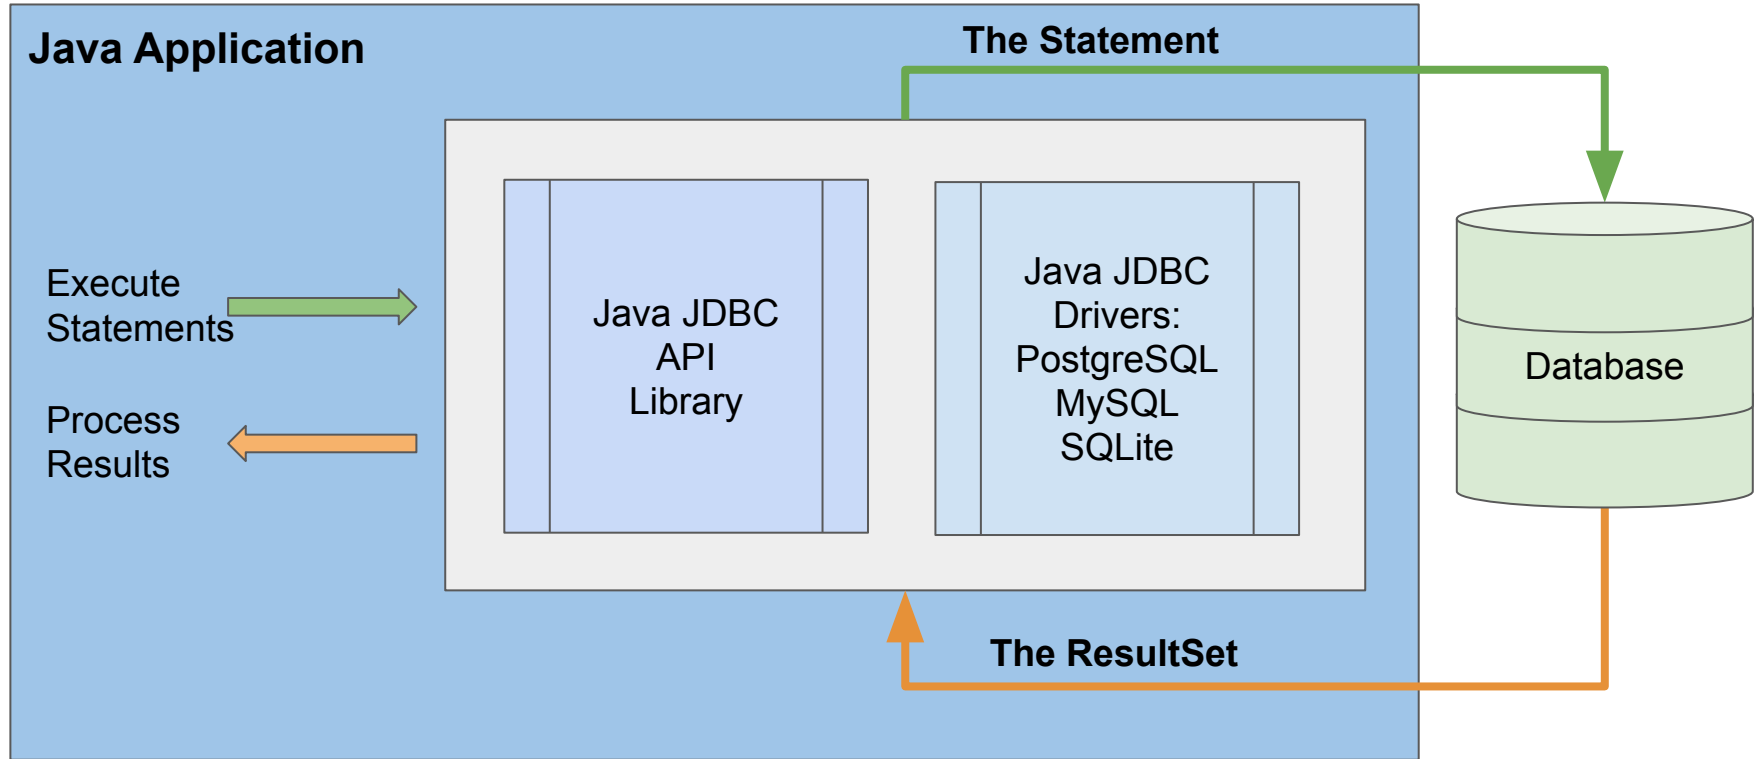 Java Application
The Statement
Execute
Statements
Process
Results
Java JDBC
API
Library
Java JDBC
Drivers:
PostgreSQL
MySQL
SQLite
Database
The ResultSet